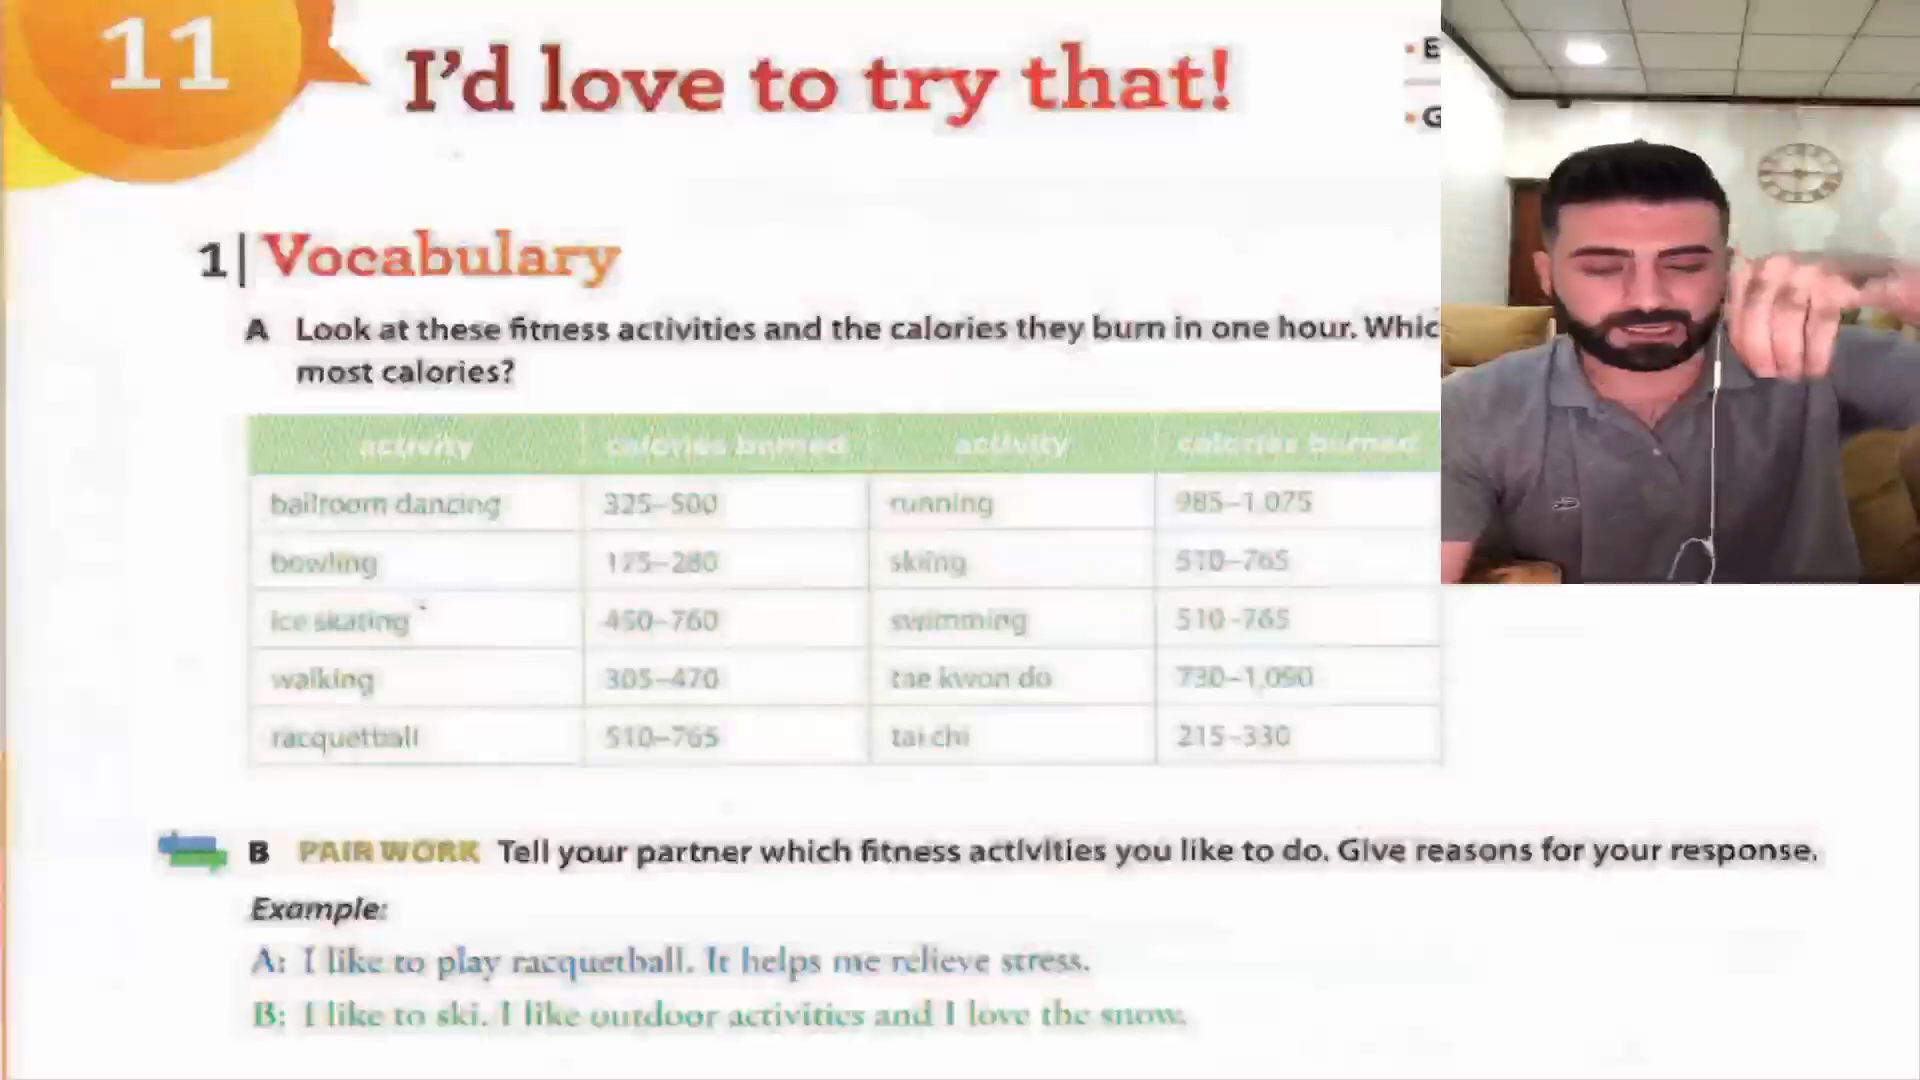 11
I'd love to try that!
1 | Vocabulary
A Look at these fitness activities and the calories they burn in one hour.
most calories?
activity calories burned activity calories burned
ballroom dancing 325–500 running 985–1,075
bowling 175–280 skiing 510–765
ice skating 450–760 swimming 510–765
walking 305–470 tae kwon do 730–1,090
racquetball 510–765 tai chi 215–330
B PAIR WORK Tell your partner which fitness activities you like to do. Give reasons for your response.
Example:
A: I like to play racquetball. It helps me relieve stress.
B: I like to ski. I like outdoor activities and I love the snow.